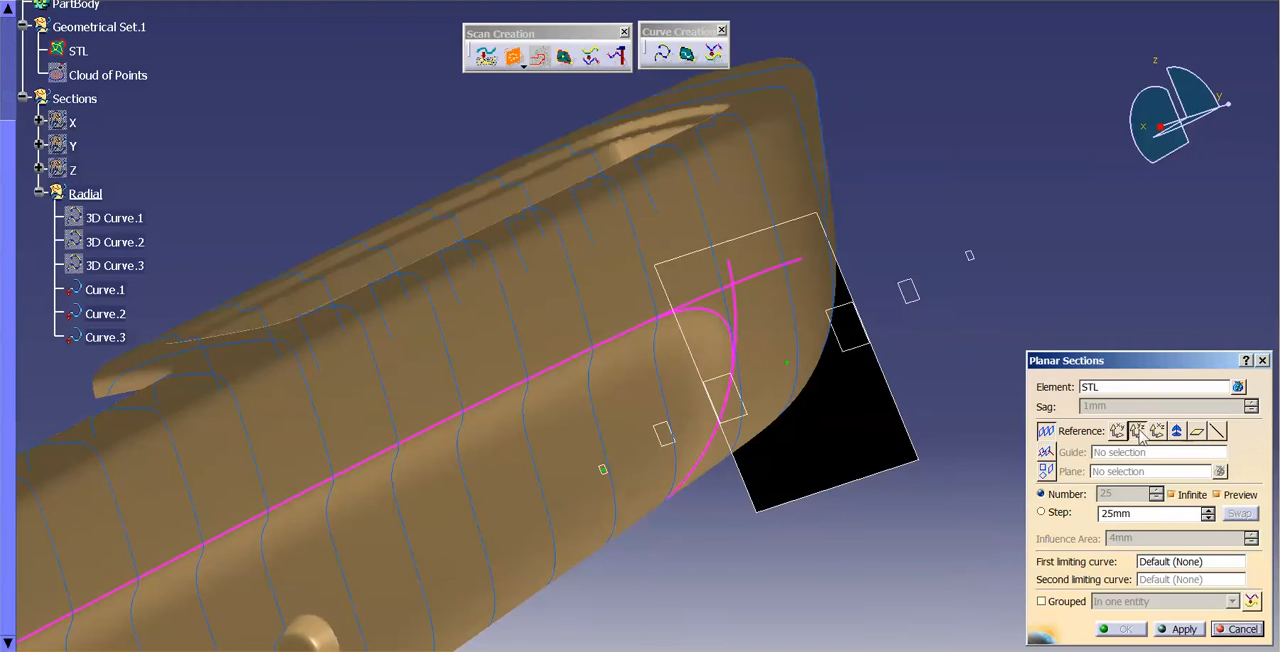 PartBody
Geometrical Set.1
STL
Cloud of Points
Sections
X
Y
Z
Radial
3D Curve.1
3D Curve.2
3D Curve.3
Curve.1
Curve.2
Curve.3
Scan Creation
Curve Creation
z
y
x
Planar Sections
Element: STL
Sag: 1mm
Reference:
Guide: No selection
Plane: No selection
Number: 25 Infinite Preview
Step: 25mm Swap
Influence Area: 4mm
First limiting curve: Default (None)
Second limiting curve: Default (None)
Grouped In one entity
OK Apply Cancel